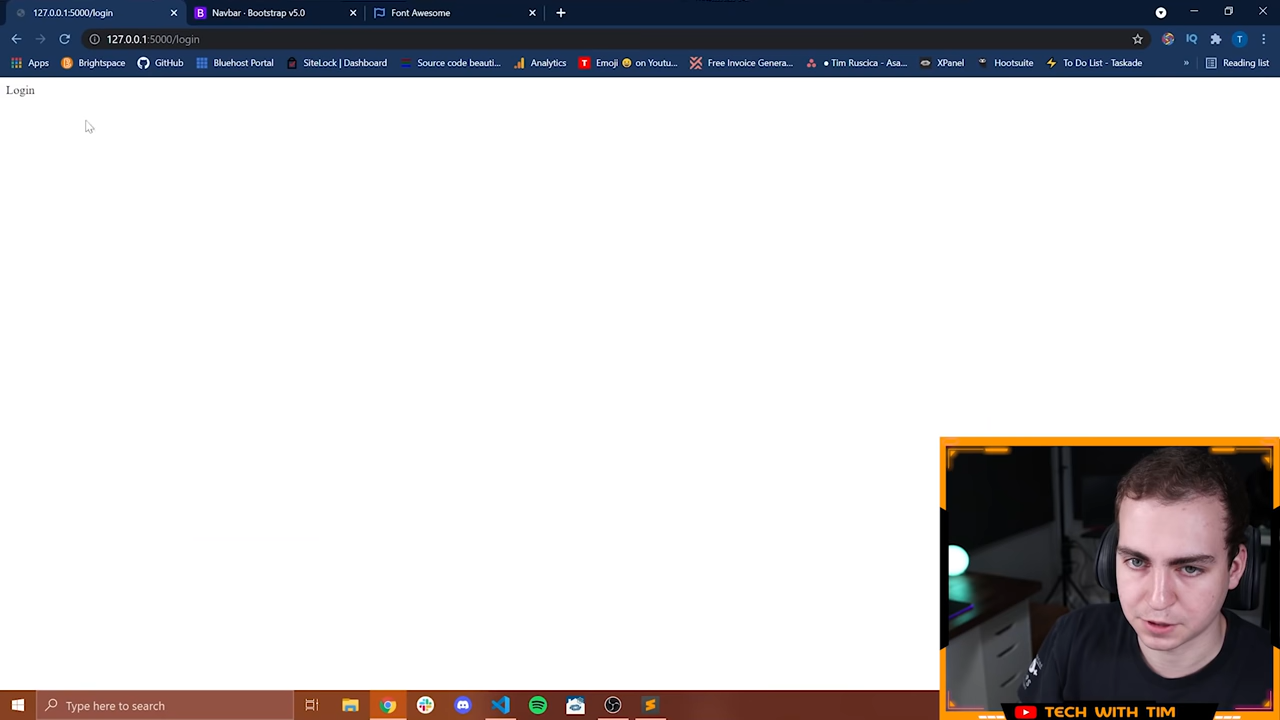 127.0.0.1:5000/login
Navbar · Bootstrap v5.0
Font Awesome
127.0.0.1:5000/login
Apps
Brightspace
GitHub
Bluehost Portal
SiteLock | Dashboard
Source code beauti...
Analytics
Emoji 😀 on Youtu...
Free Invoice Genera...
• Tim Ruscica - Asa...
XPanel
Hootsuite
To Do List - Taskade
»
Reading list
Login
Type here to search
TECH WITH TIM